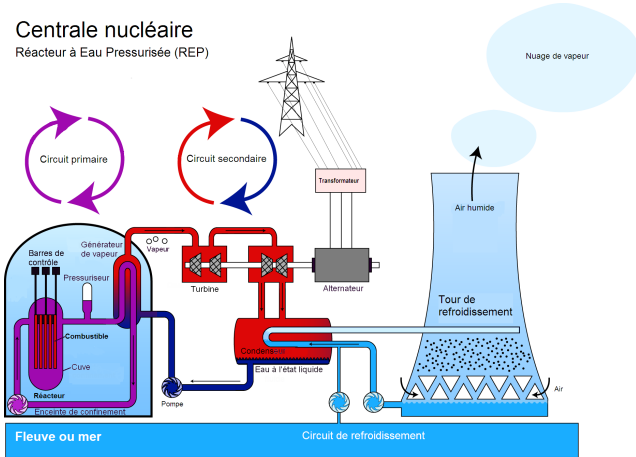 Centrale nucléaire
Réacteur à Eau Pressurisée (REP)
Nuage de vapeur
Circuit primaire
Circuit secondaire
Transformateur
Air humide
Générateur
de vapeur
Vapeur
Barres de
contrôle
Pressuriseur
Turbine
Alternateur
Tour de
refroidissement
Combustible
Condenseur
Cuve
Eau à l'état liquide
Réacteur
Pompe
Air
Enceinte de confinement
Fleuve ou mer
Circuit de refroidissement